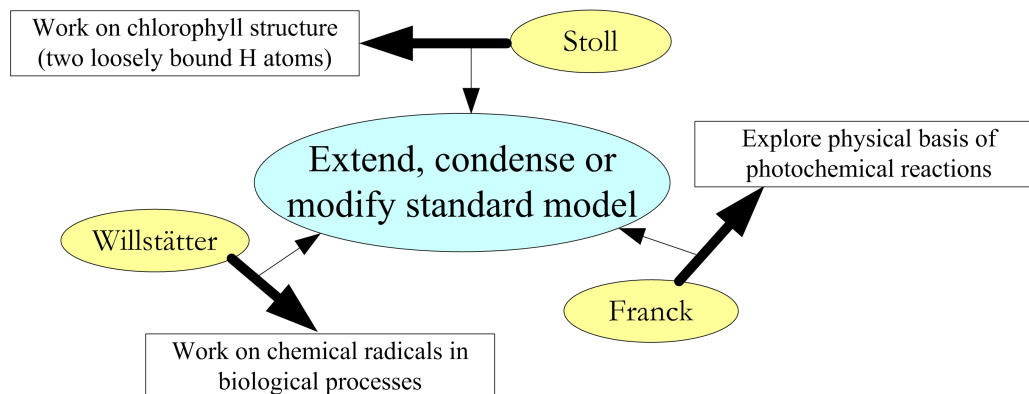 Work on chlorophyll structure
(two loosely bound H atoms)
Stoll
Extend, condense or
modify standard model
Explore physical basis of
photochemical reactions
Willstätter
Franck
Work on chemical radicals in
biological processes